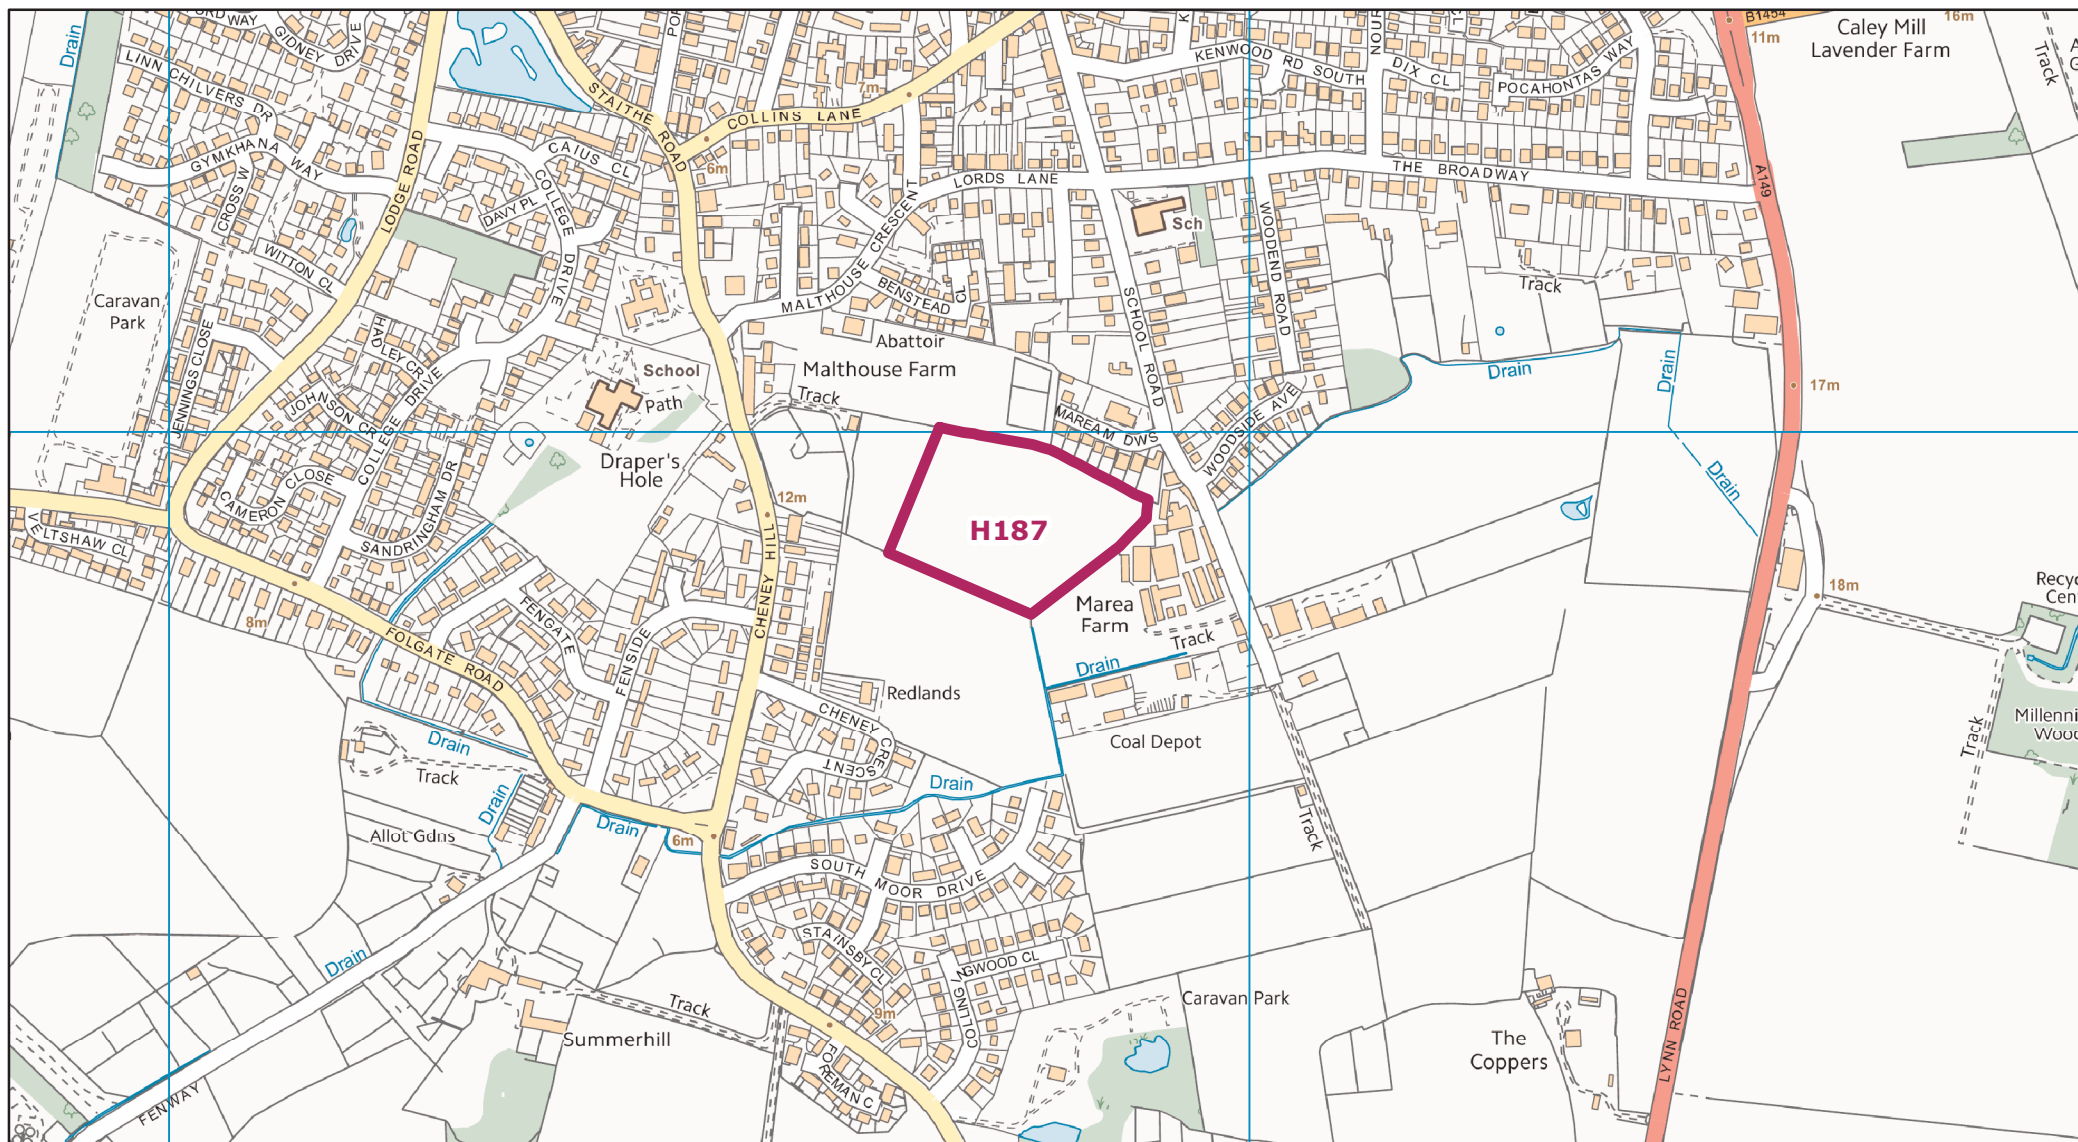 Drain
GIDNEY DRIVE
LINN CHILVERS DR
GYMKHANA WAY
CROSS W
WITTON CL
LODGE ROAD
Caravan
Park
JENNINGS CLOSE
STAITHE ROAD
COLLINS LANE
7m
6m
CAIUS CL
COLLEGE DRIVE
DAVY PL
HADLEY CR
JOHNSON CR
COLLEGE DRIVE
CAMERON CLOSE
SANDRINGHAM DR
VELTSHAW CL
KENWOOD RD SOUTH
DIX CL
POCAHONTAS WAY
B1454
11m
16m
Caley Mill
Lavender Farm
Track
LORDS LANE
THE BROADWAY
A149
Sch
MALTHOUSE CRESCENT
BENSTEAD CL
Abattoir
SCHOOL ROAD
WOODEND ROAD
Track
Drain
Drain
Drain
17m
School
Path
Malthouse Farm
Track
Draper's
Hole
12m
MAREAM DWS
WOODSIDE AVE
H187
CHENEY HILL
Marea
Farm
Track
Drain
18m
Track
8m
FOLGATE ROAD
FENGATE
FENSIDE
Redlands
CHENEY CRESCENT
Coal Depot
Drain
Track
Drain
Allot Gdns
Drain
6m
Drain
Track
SOUTH MOOR DRIVE
STAINSBY CL
COLLINGWOOD CL
Drain
Track
Summerhill
9m
Caravan Park
The
Coppers
LYNN ROAD
FENWAY